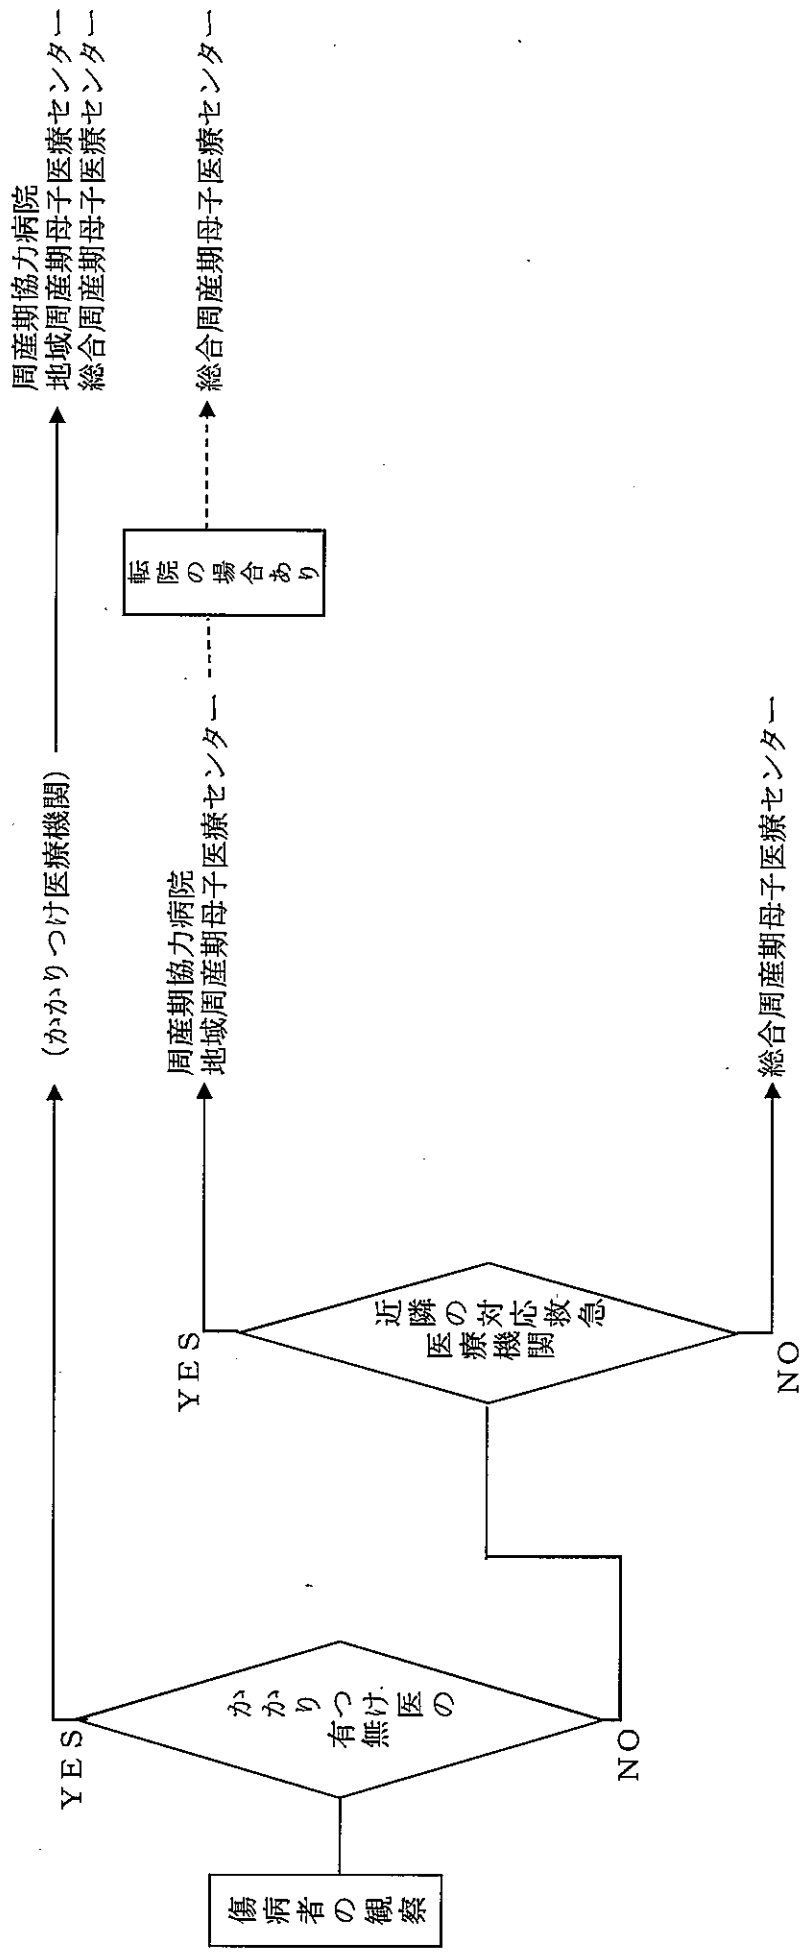 傷病者の観察
かかりつけ医の
有無
YES
NO
(かかりつけ医療機関)
周産期協力病院
地域周産期母子医療センター
総合周産期母子医療センター
近隣の対応救急
医療機関
YES
NO
周産期協力病院
地域周産期母子医療センター
転院の場合あり
総合周産期母子医療センター
総合周産期母子医療センター